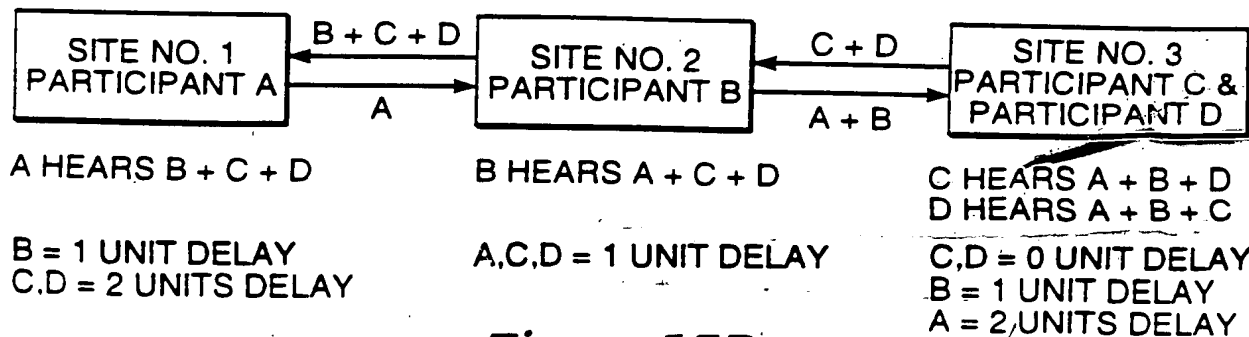 SITE NO. 1
PARTICIPANT A
B + C + D
A
SITE NO. 2
PARTICIPANT B
C + D
A + B
SITE NO. 3
PARTICIPANT C &
PARTICIPANT D
A HEARS B + C + D
B HEARS A + C + D
C HEARS A + B + D
D HEARS A + B + C
B = 1 UNIT DELAY
C,D = 2 UNITS DELAY
A,C,D = 1 UNIT DELAY
C,D = 0 UNIT DELAY
B = 1 UNIT DELAY
A = 2 UNITS DELAY